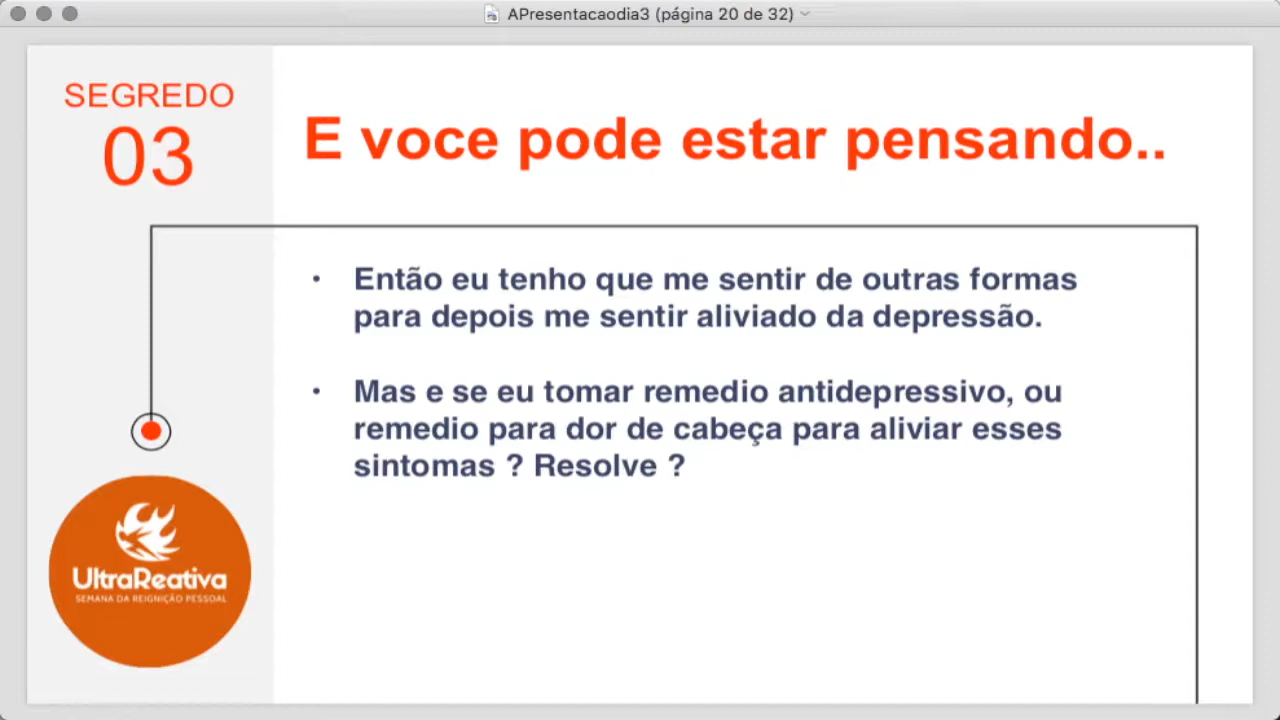 APresentacaodia3 (página 20 de 32)
SEGREDO
03
E voce pode estar pensando..
• Então eu tenho que me sentir de outras formas
para depois me sentir aliviado da depressão.
• Mas e se eu tomar remedio antidepressivo, ou
remedio para dor de cabeça para aliviar esses
sintomas ? Resolve ?
UltraReativa
SEMANA DA REIGNIÇÃO PESSOAL